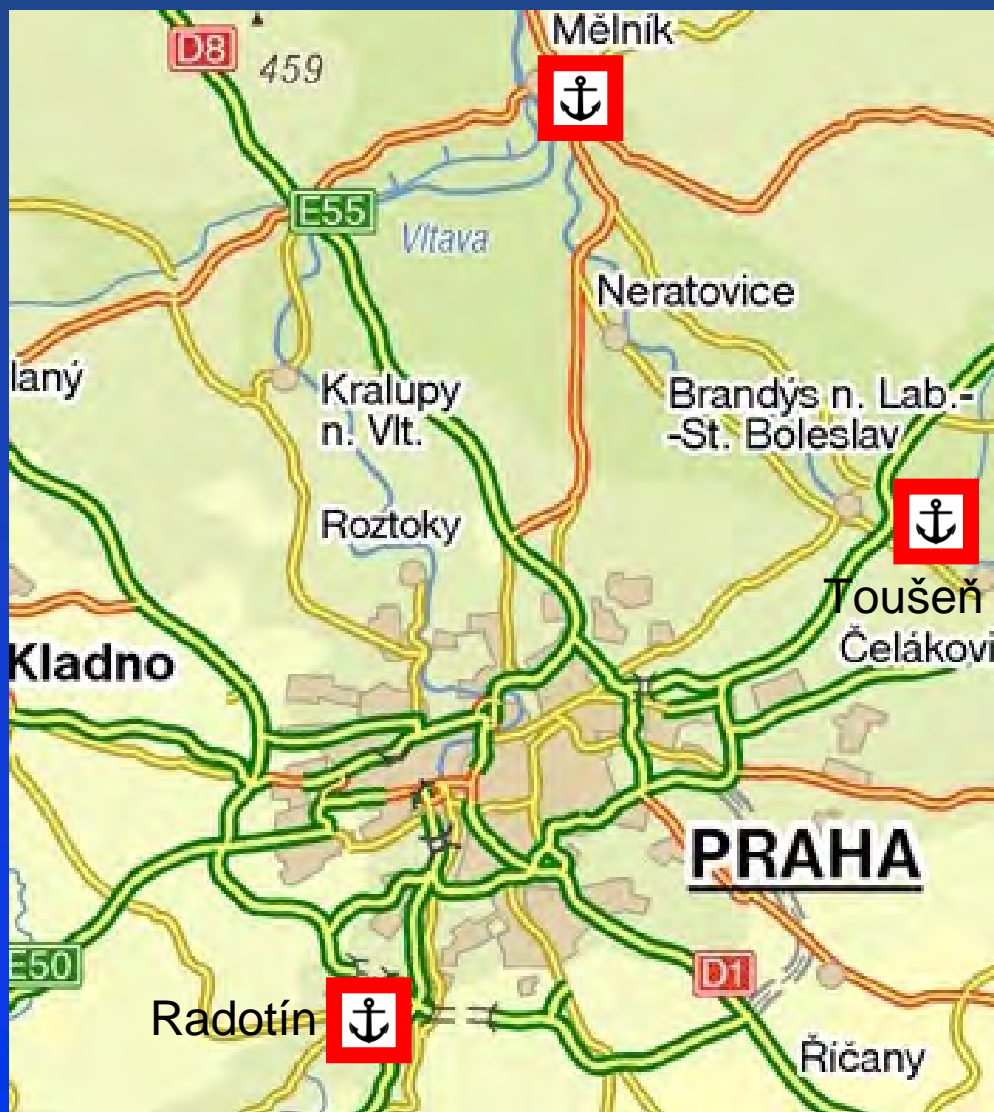 Mělník
D8
459
E55
Vltava
Neratovice
laný
Kralupy
n. Vlt.
Brandýs n. Lab.-
-St. Boleslav
Roztoky
Toušeň
Čelákovi
Kladno
PRAHA
E50
D1
Radotín
Říčany